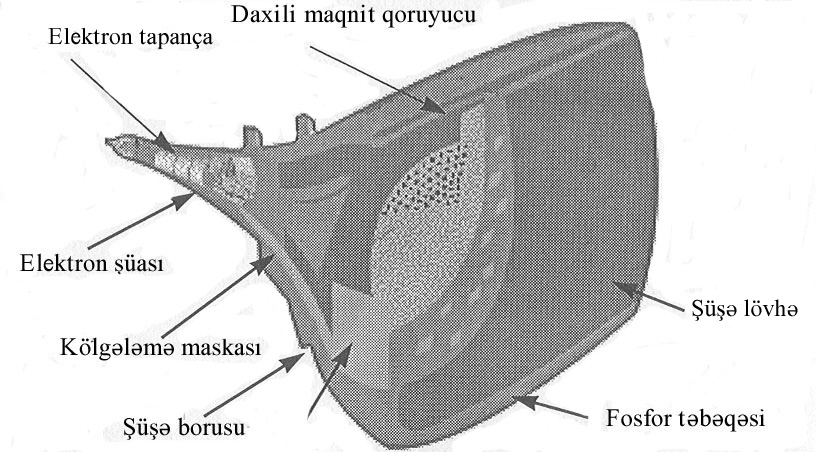 Daxili maqnit qoruyucu
Elektron tapança
Elektron şüası
Şüşə lövhə
Kölgələmə maskası
Fosfor təbəqəsi
Şüşə borusu